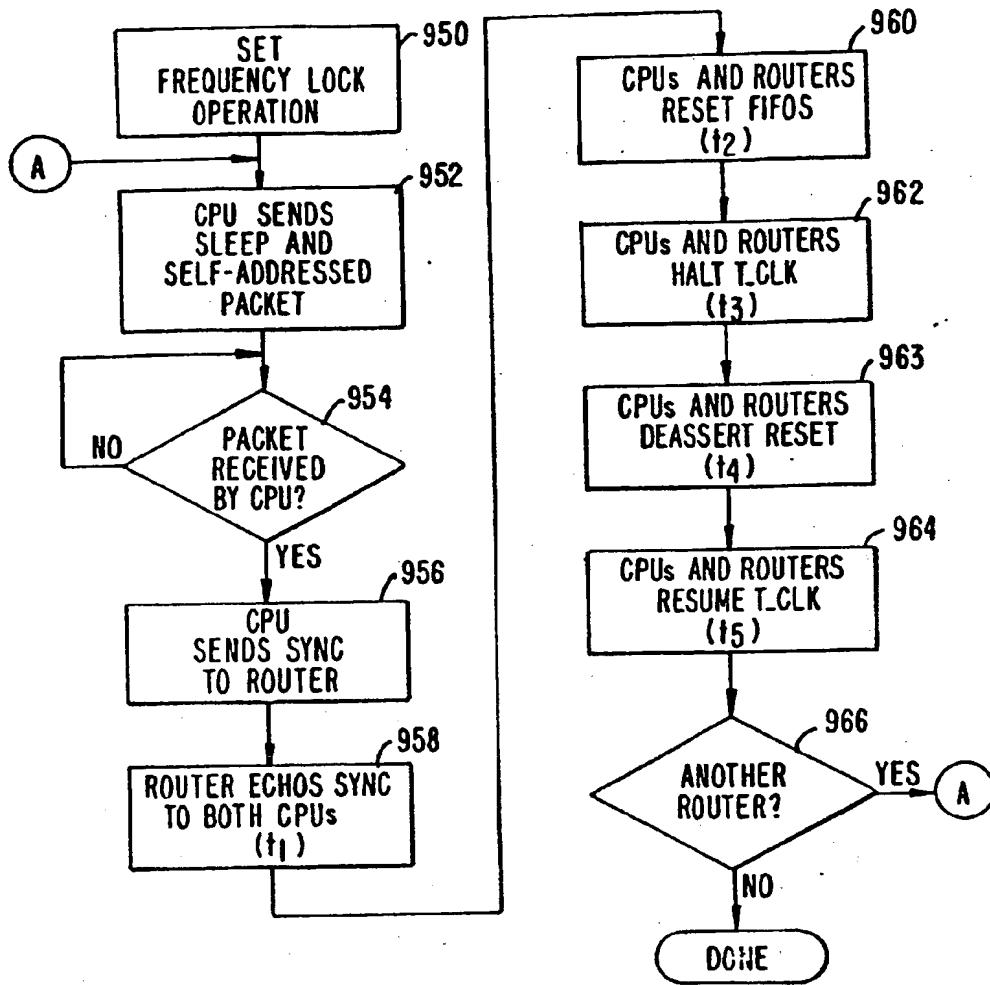 950
SET
FREQUENCY LOCK
OPERATION
A
952
CPU SENDS
SLEEP AND
SELF-ADDRESSED
PACKET
954
NO
PACKET
RECEIVED
BY CPU?
YES
956
CPU
SENDS SYNC
TO ROUTER
958
ROUTER ECHOS SYNC
TO BOTH CPUs
(t1)
960
CPUs AND ROUTERS
RESET FIFOS
(t2)
962
CPUs AND ROUTERS
HALT T_CLK
(t3)
963
CPUs AND ROUTERS
DEASSERT RESET
(t4)
964
CPUs AND ROUTERS
RESUME T_CLK
(t5)
966
ANOTHER
ROUTER?
YES
A
NO
DONE